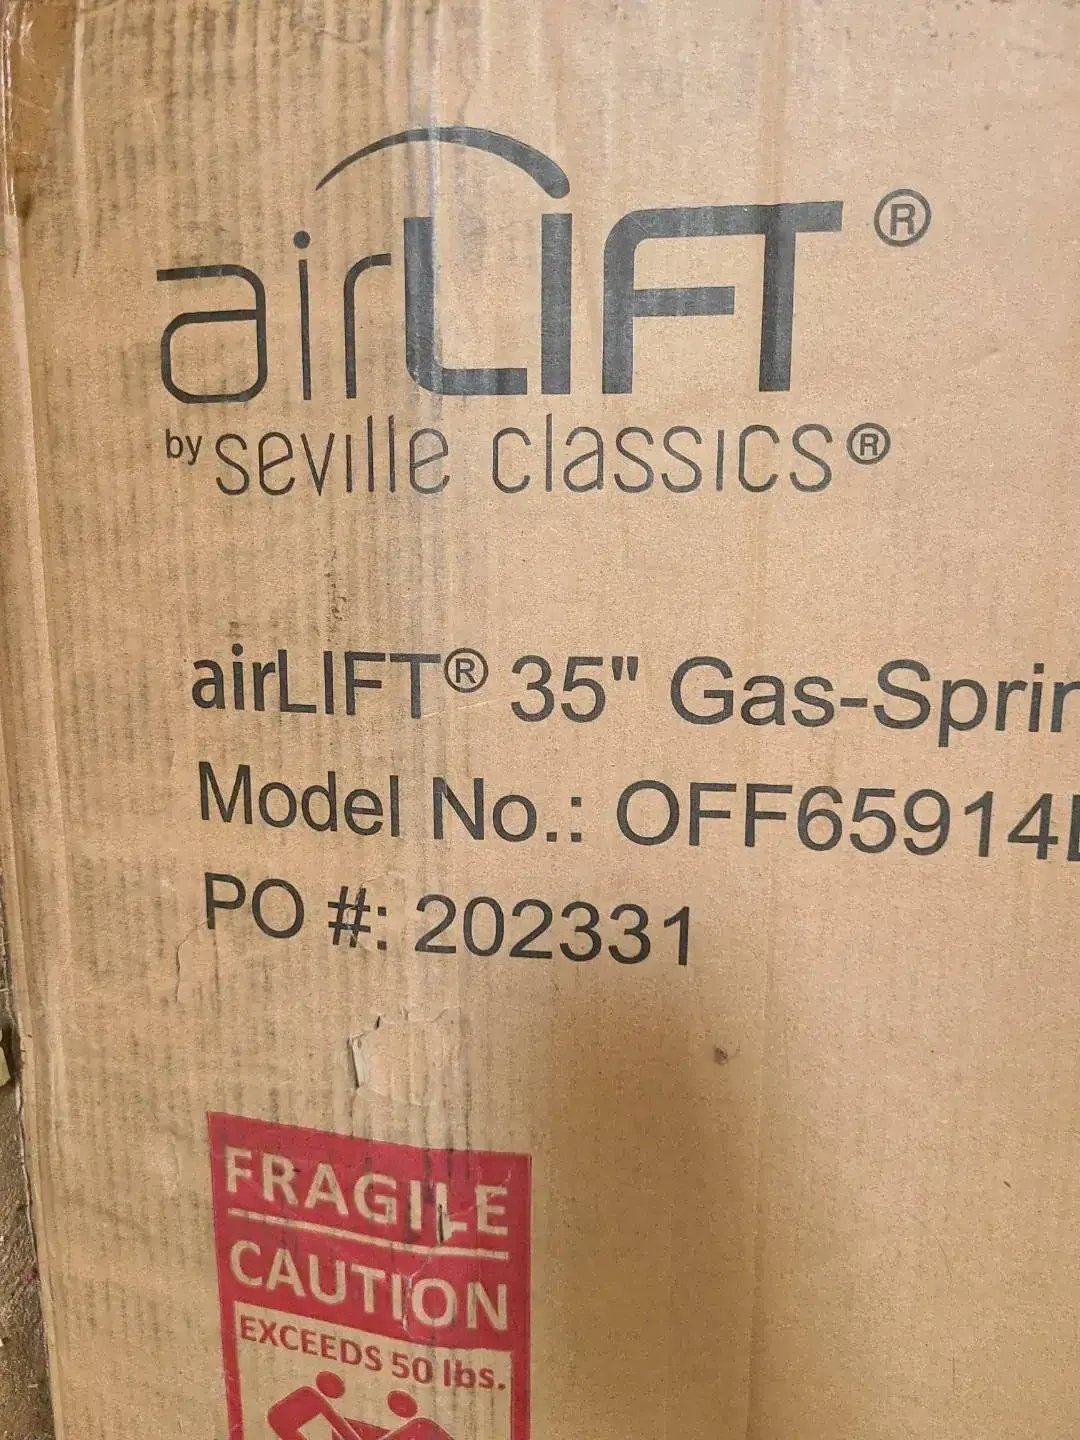 airLIFT®
by seville classics®
airLIFT® 35" Gas-Sprin
Model No.: OFF65914
PO #: 202331
FRAGILE
CAUTION
EXCEEDS 50 lbs.